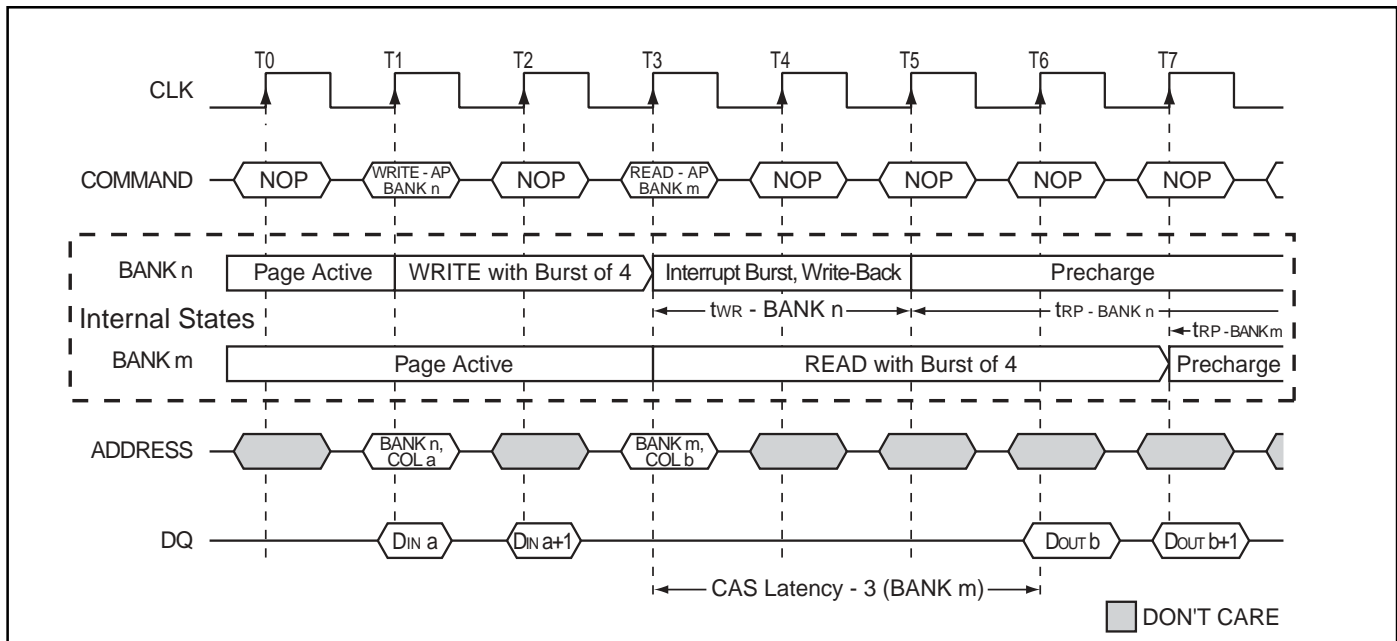 T0 T1 T2 T3 T4 T5 T6 T7
CLK
COMMAND NOP WRITE - AP BANK n NOP READ - AP BANK m NOP NOP NOP NOP
BANK n Page Active WRITE with Burst of 4 Interrupt Burst, Write-Back Precharge
tWR - BANK n tRP - BANK n
Internal States
tRP - BANK m
BANK m Page Active READ with Burst of 4 Precharge
ADDRESS BANK n, COL a BANK m, COL b
DQ DIN a DIN a+1 DOUT b DOUT b+1
CAS Latency - 3 (BANK m)
DON'T CARE